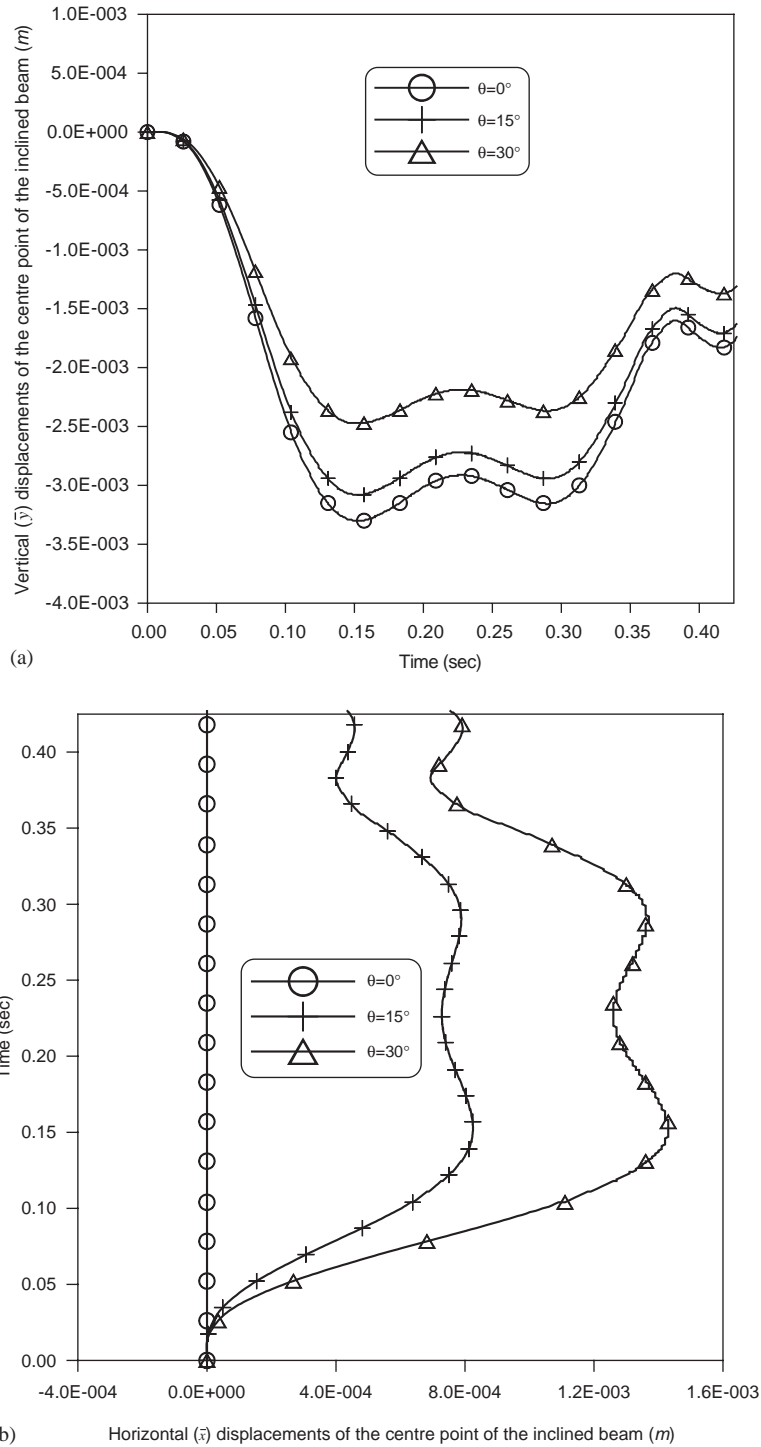 1.0E-003
5.0E-004
0.0E+000
-5.0E-004
-1.0E-003
-1.5E-003
-2.0E-003
-2.5E-003
-3.0E-003
-3.5E-003
-4.0E-003
Vertical (ȳ) displacements of the centre point of the inclined beam (m)
θ=0°
θ=15°
θ=30°
0.00 0.05 0.10 0.15 0.20 0.25 0.30 0.35 0.40
Time (sec)
(a)
0.40
0.35
0.30
0.25
0.20
0.15
0.10
0.05
0.00
Time (sec)
θ=0°
θ=15°
θ=30°
-4.0E-004 0.0E+000 4.0E-004 8.0E-004 1.2E-003 1.6E-003
b) Horizontal (x̄) displacements of the centre point of the inclined beam (m)